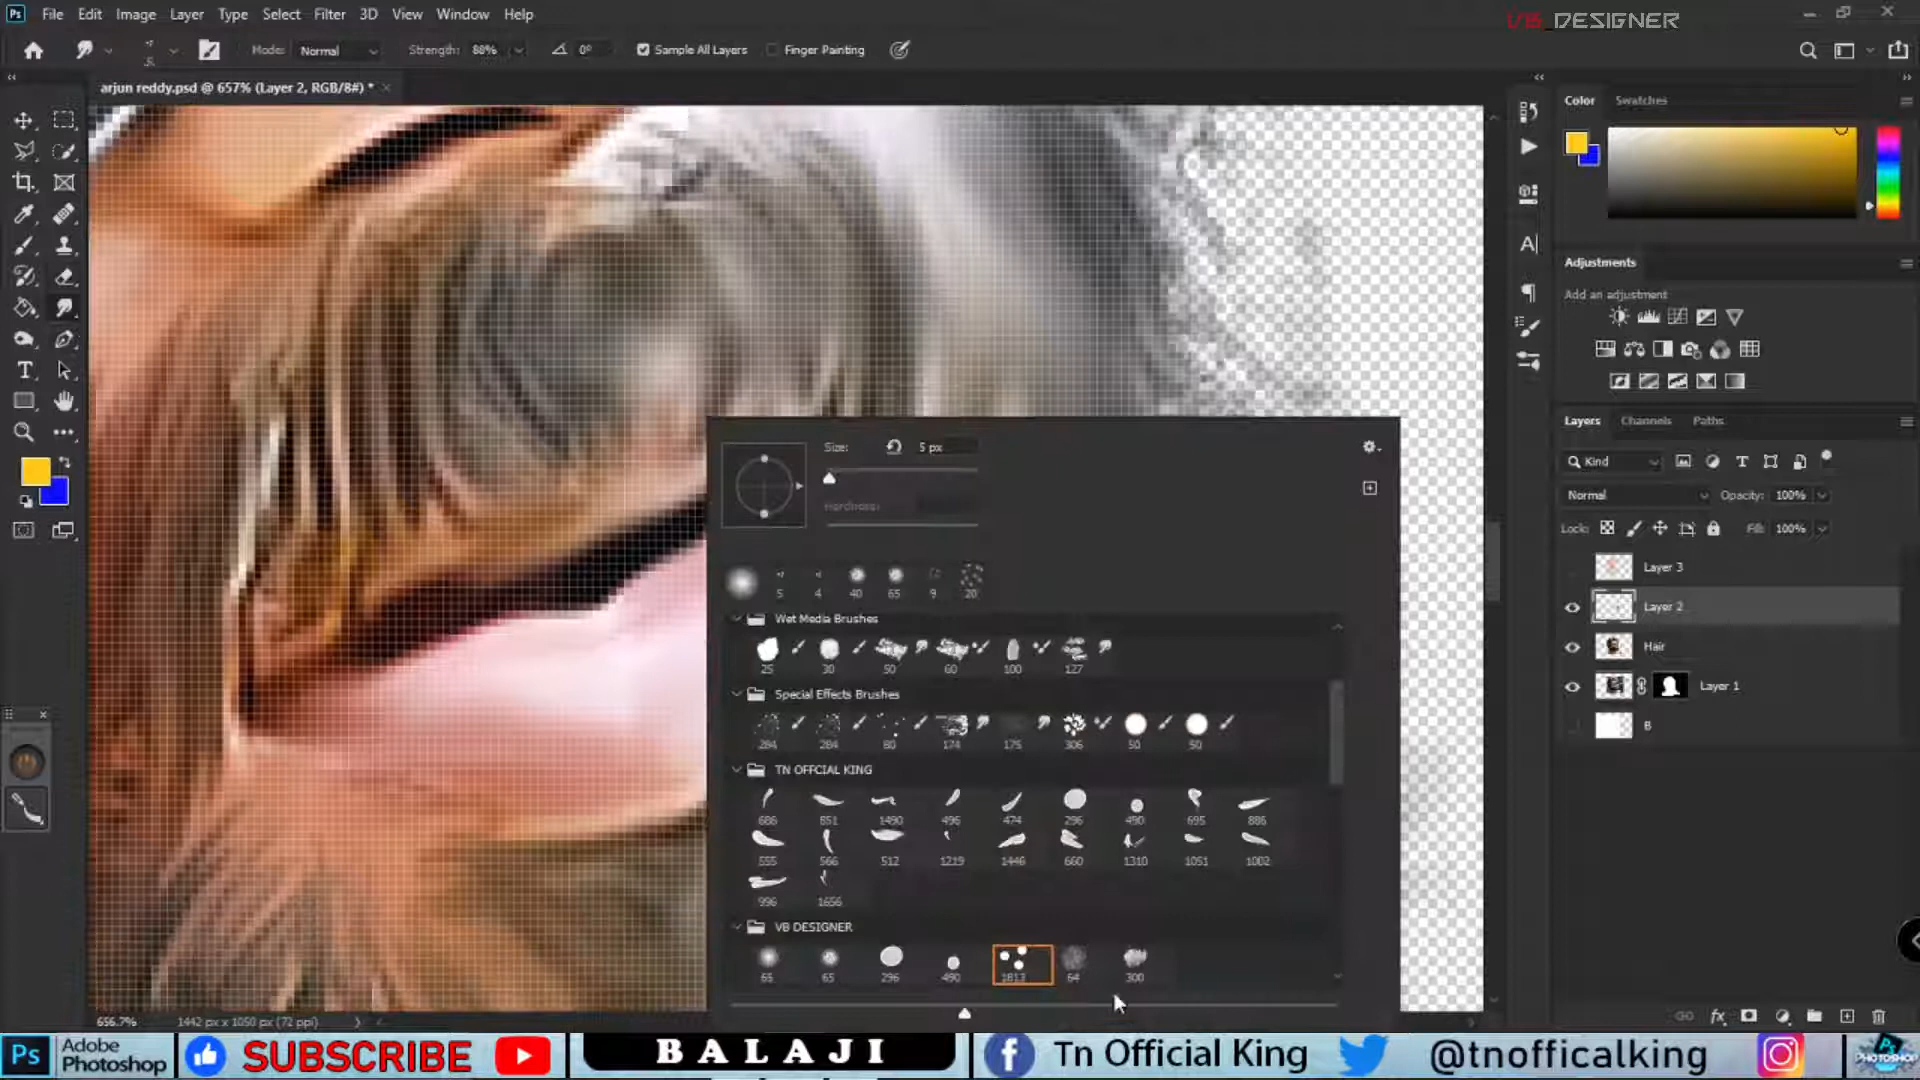 Ps File Edit Image Layer Type Select Filter 3D View Window Help
VB_DESIGNER
Mode: Normal Strength: 88% 0° Sample All Layers Finger Painting
arjun reddy.psd @ 657% (Layer 2, RGB/8#) *
Color Swatches
Adjustments
Add an adjustment
Layers Channels Paths
Kind
Normal Opacity: 100%
Lock: Fill: 100%
Layer 3
Layer 2
Hair
Layer 1
B
Size: 5 px
Hardness:
5 4 40 65 9 20
Wet Media Brushes
25 30 50 60 100 127
Special Effects Brushes
284 284 80 174 175 306 50 50
TN OFFCIAL KING
686 851 1490 496 474 296 490 695 886
555 566 512 1219 1446 660 1310 1051 1002
996 1656
VB DESIGNER
65 65 296 490 1813 64 300
656.7% 1442 px x 1050 px (72 ppi)
Ps Adobe Photoshop SUBSCRIBE BALAJI Tn Official King @tnofficalking